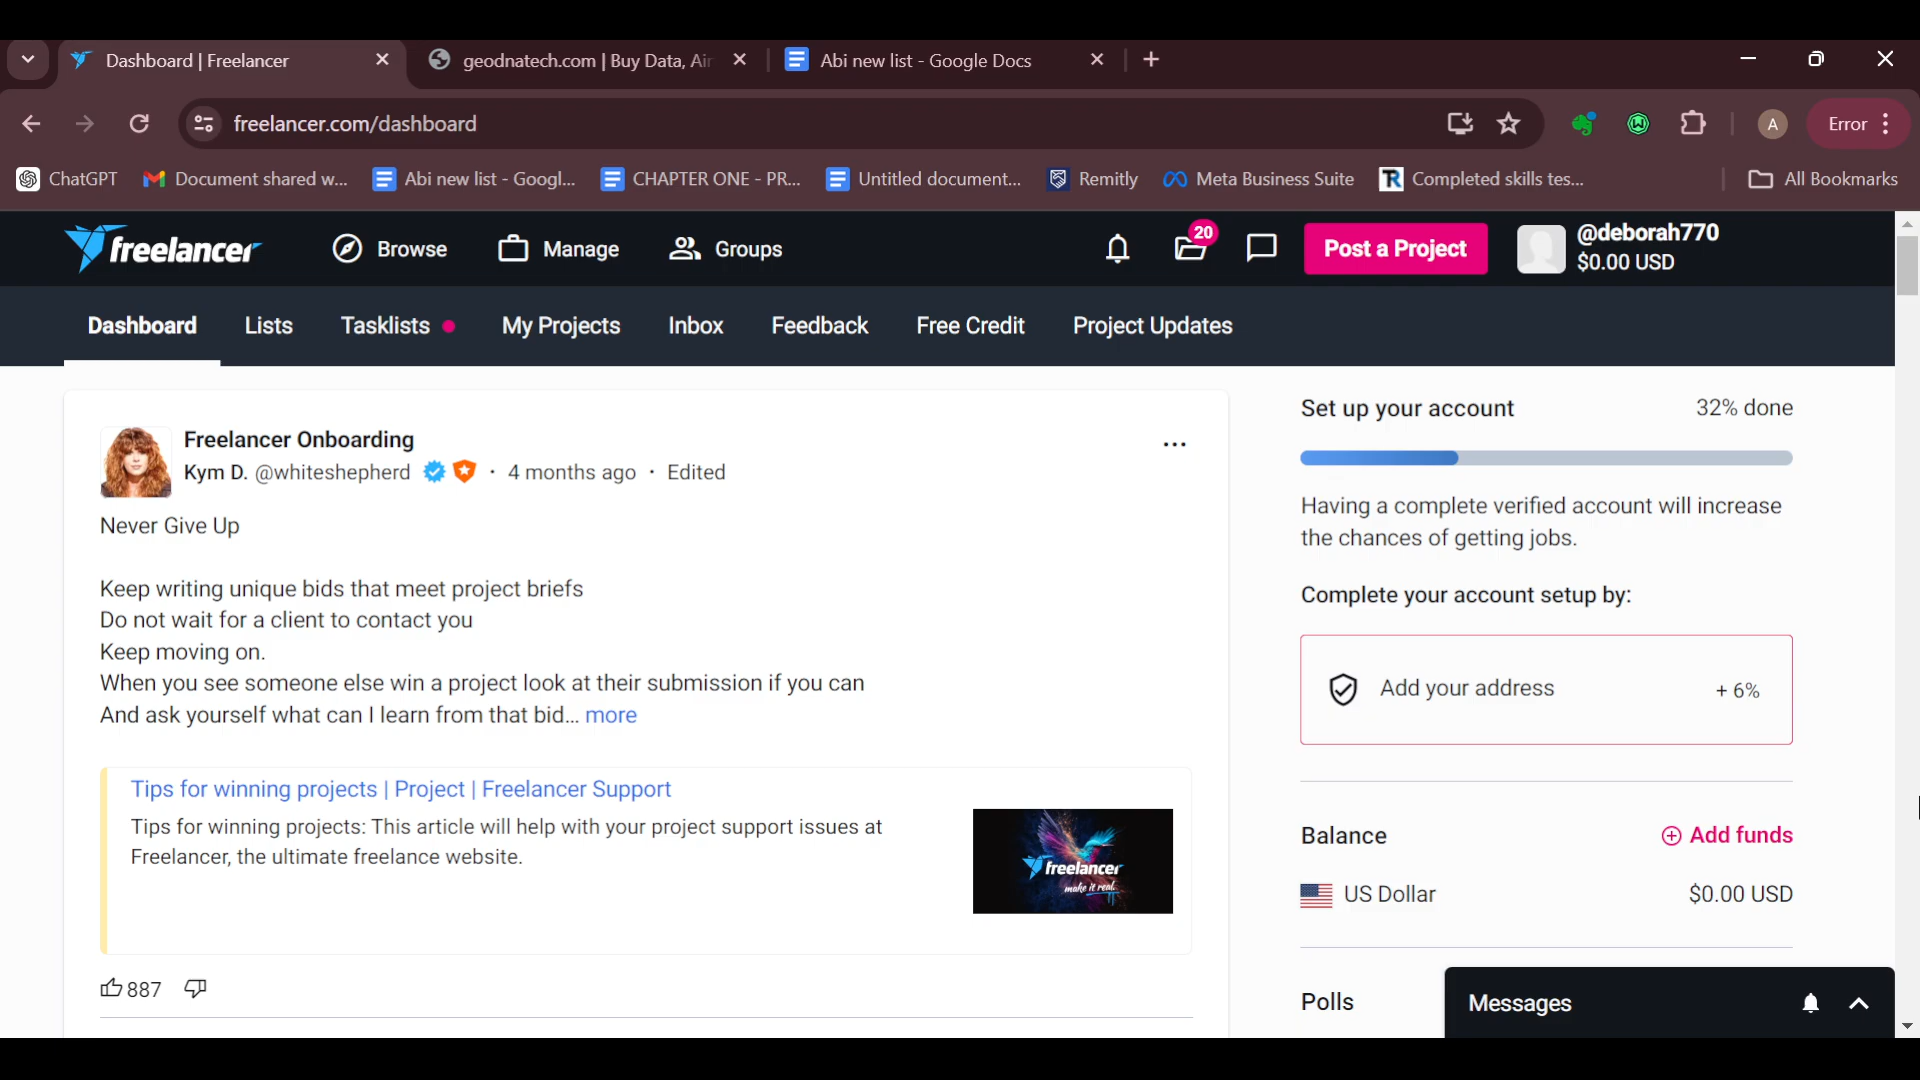 Dashboard | Freelancer
geodnatech.com | Buy Data, Air
Abi new list - Google Docs
freelancer.com/dashboard
A
Error
ChatGPT
Document shared w...
Abi new list - Googl...
CHAPTER ONE - PR...
Untitled document...
Remitly
Meta Business Suite
TR
Completed skills tes...
All Bookmarks
freelancer
Browse
Manage
Groups
20
Post a Project
@deborah770
$0.00 USD
Dashboard
Lists
Tasklists
My Projects
Inbox
Feedback
Free Credit
Project Updates
Freelancer Onboarding
Kym D. @whiteshepherd · 4 months ago · Edited
Never Give Up
Keep writing unique bids that meet project briefs
Do not wait for a client to contact you
Keep moving on.
When you see someone else win a project look at their submission if you can
And ask yourself what can I learn from that bid... more
Tips for winning projects | Project | Freelancer Support
Tips for winning projects: This article will help with your project support issues at
Freelancer, the ultimate freelance website.
freelancer
make it real.
887
Set up your account
32% done
Having a complete verified account will increase
the chances of getting jobs.
Complete your account setup by:
Add your address
+ 6%
Balance
Add funds
US Dollar
$0.00 USD
Polls
Messages